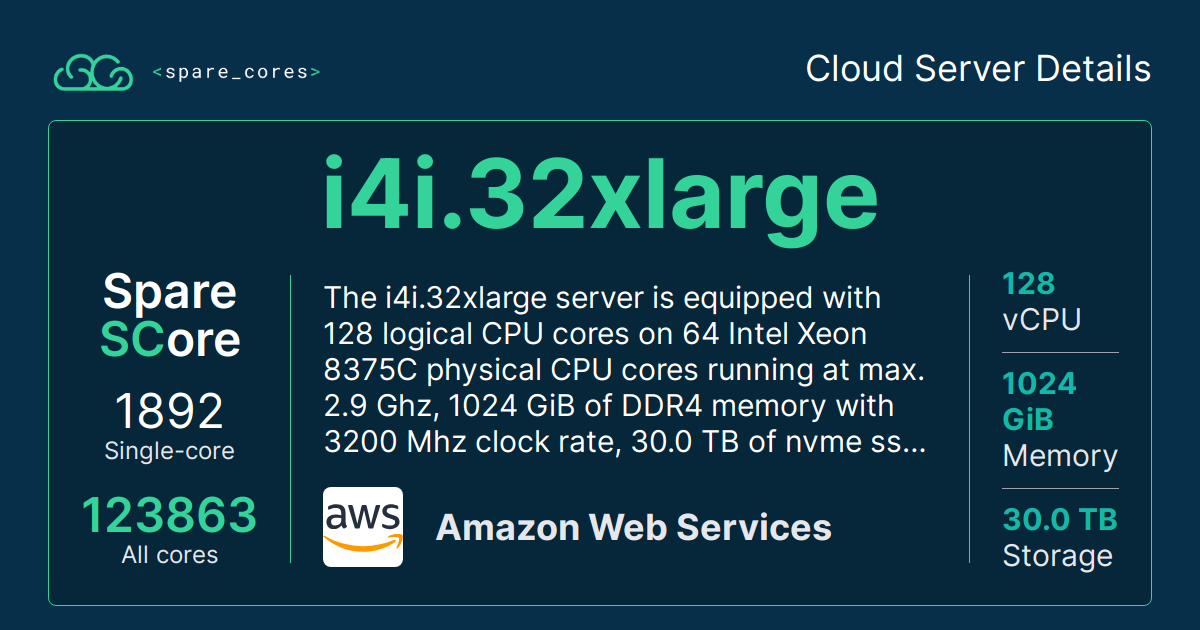 <spare_cores>
Cloud Server Details
i4i.32xlarge
Spare
SCore
1892
Single-core
123863
All cores
The i4i.32xlarge server is equipped with
128 logical CPU cores on 64 Intel Xeon
8375C physical CPU cores running at max.
2.9 Ghz, 1024 GiB of DDR4 memory with
3200 Mhz clock rate, 30.0 TB of nvme ss...
aws
Amazon Web Services
128
vCPU
1024
GiB
Memory
30.0 TB
Storage